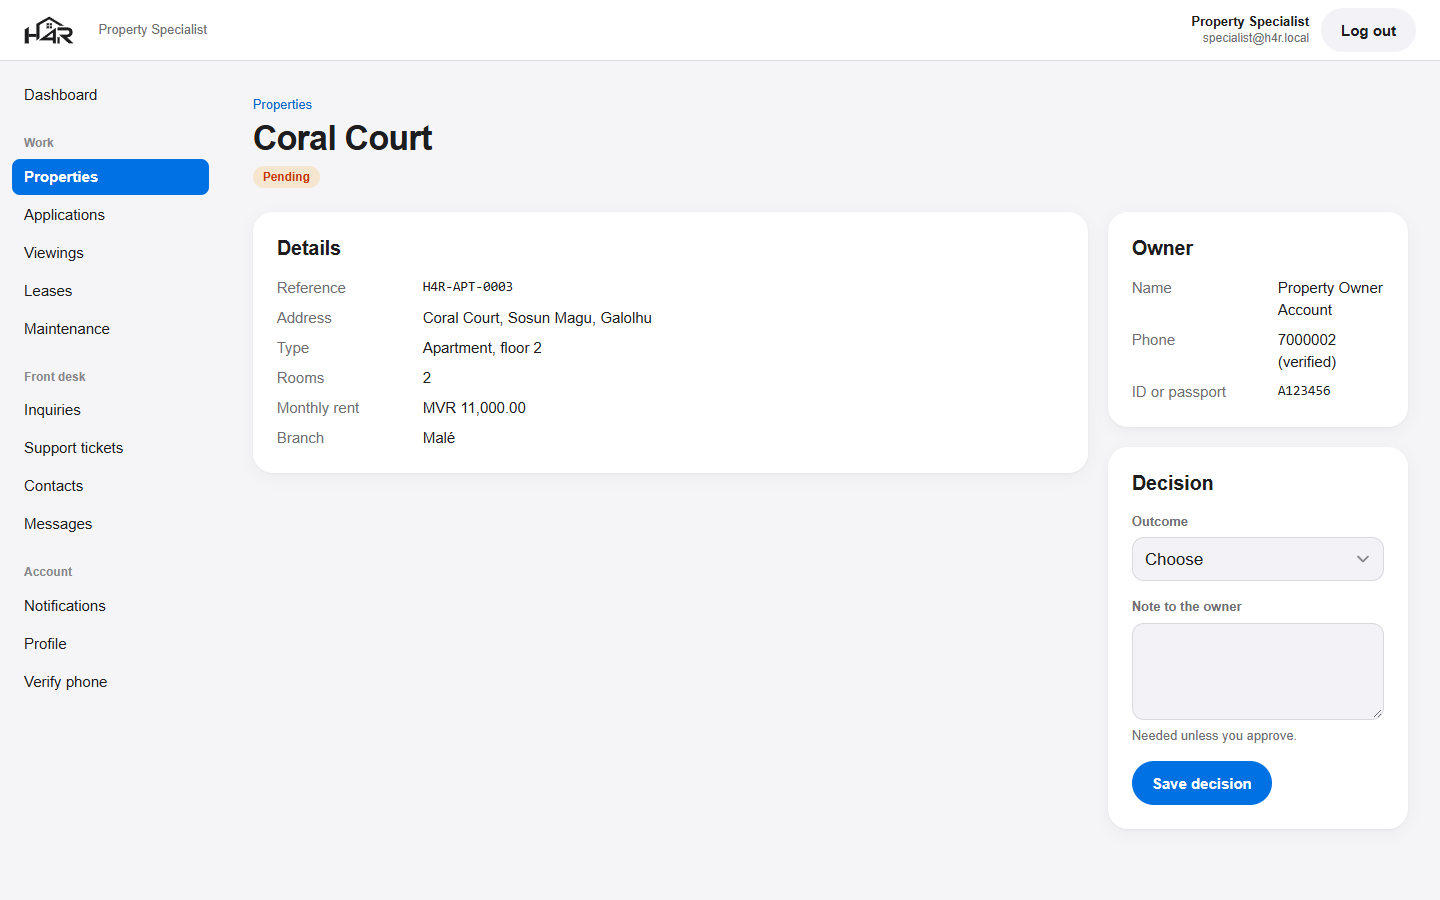 H4R
Property Specialist
Property Specialist
specialist@h4r.local
Log out
Dashboard
Work
Properties
Applications
Viewings
Leases
Maintenance
Front desk
Inquiries
Support tickets
Contacts
Messages
Account
Notifications
Profile
Verify phone
Properties
Coral Court
Pending
Details
Reference H4R-APT-0003
Address Coral Court, Sosun Magu, Galolhu
Type Apartment, floor 2
Rooms 2
Monthly rent MVR 11,000.00
Branch Malé
Owner
Name Property Owner
Account
Phone 7000002
(verified)
ID or passport A123456
Decision
Outcome
Choose
Note to the owner
Needed unless you approve.
Save decision